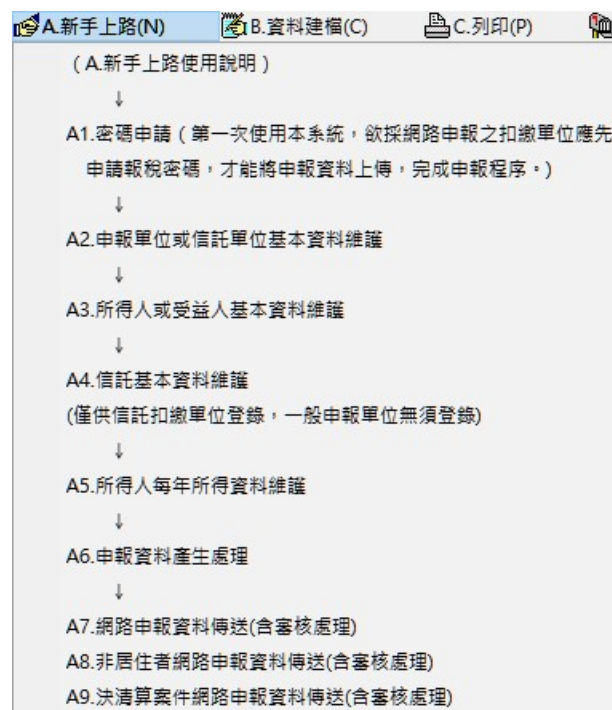 A.新手上路(N) B.資料建檔(C) C.列印(P)
(A.新手上路使用說明)
↓
A1.密碼申請(第一次使用本系統,欲採網路申報之扣繳單位應先
申請報稅密碼,才能將申報資料上傳,完成申報程序。)
↓
A2.申報單位或信託單位基本資料維護
↓
A3.所得人或受益人基本資料維護
↓
A4.信託基本資料維護
(僅供信託扣繳單位登錄,一般申報單位無須登錄)
↓
A5.所得人每年所得資料維護
↓
A6.申報資料產生處理
↓
A7.網路申報資料傳送(含審核處理)
A8.非居住者網路申報資料傳送(含審核處理)
A9.決清算案件網路申報資料傳送(含審核處理)